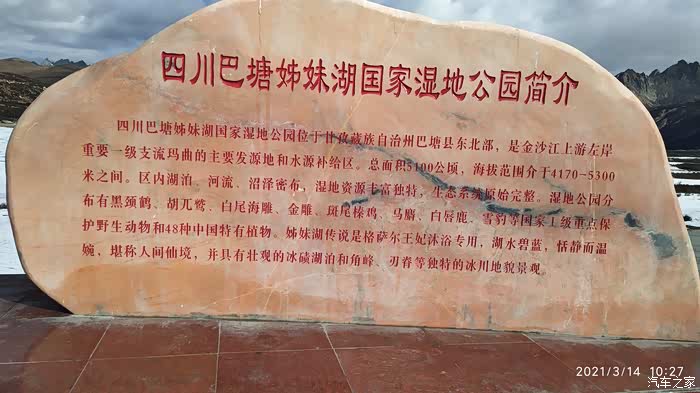 四川巴塘姊妹湖国家湿地公园简介
四川巴塘姊妹湖国家湿地公园位于甘孜藏族自治州巴塘县东北部，是金沙江上游左岸
重要一级支流玛曲的主要发源地和水源补给区。总面积5100公顷，海拔范围介于4170-5300
米之间。区内湖泊、河流、沼泽密布，湿地资源丰富独特，生态系统原始完整。湿地公园分
布有黑颈鹤、胡兀鹫、白尾海雕、金雕、斑尾榛鸡、马麝、白唇鹿、雪豹等国家Ⅰ级重点保
护野生动物和48种中国特有植物。姊妹湖传说是格萨尔王妃沐浴专用，湖水碧蓝，恬静而温
婉，堪称人间仙境，并具有壮观的冰碛湖泊和角峰、刃脊等独特的冰川地貌景观。
2021/3/14 10:27
汽车之家